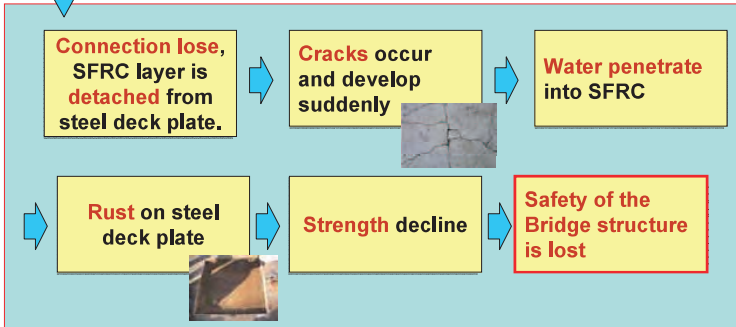 Connection lose,
SFRC layer is
detached from
steel deck plate.
Cracks occur
and develop
suddenly
Water penetrate
into SFRC
Rust on steel
deck plate
Strength decline
Safety of the
Bridge structure
is lost